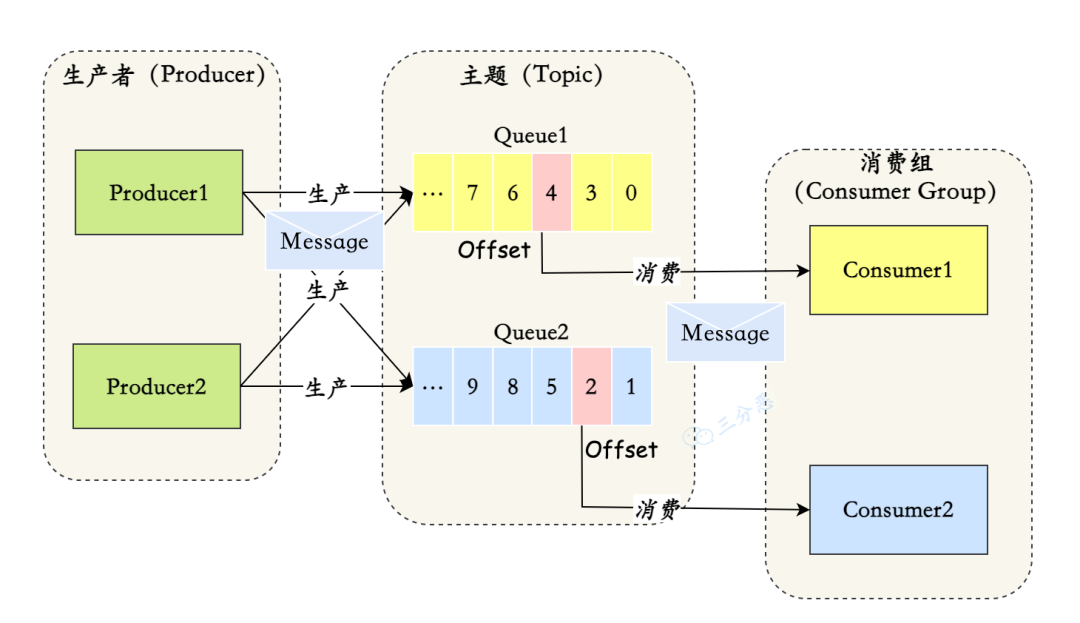 生产者（Producer）
Producer1
Producer2
生产
Message
生产
生产
主题（Topic）
Queue1
… 7 6 4 3 0
Offset
消费
Queue2
… 9 8 5 2 1
Offset
消费
Message
三分恶
消费组
(Consumer Group)
Consumer1
Consumer2